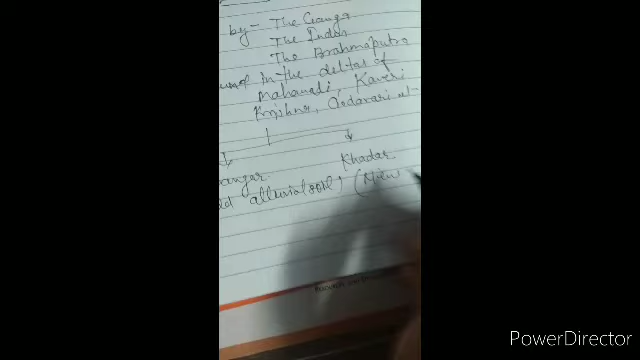 by- The Ganga
The Indus
The Brahmaputra
in the deltas of
Mahanadi, Kaveri
Krishna, Godavari
Khadar
alluvial soil)
PowerDirector